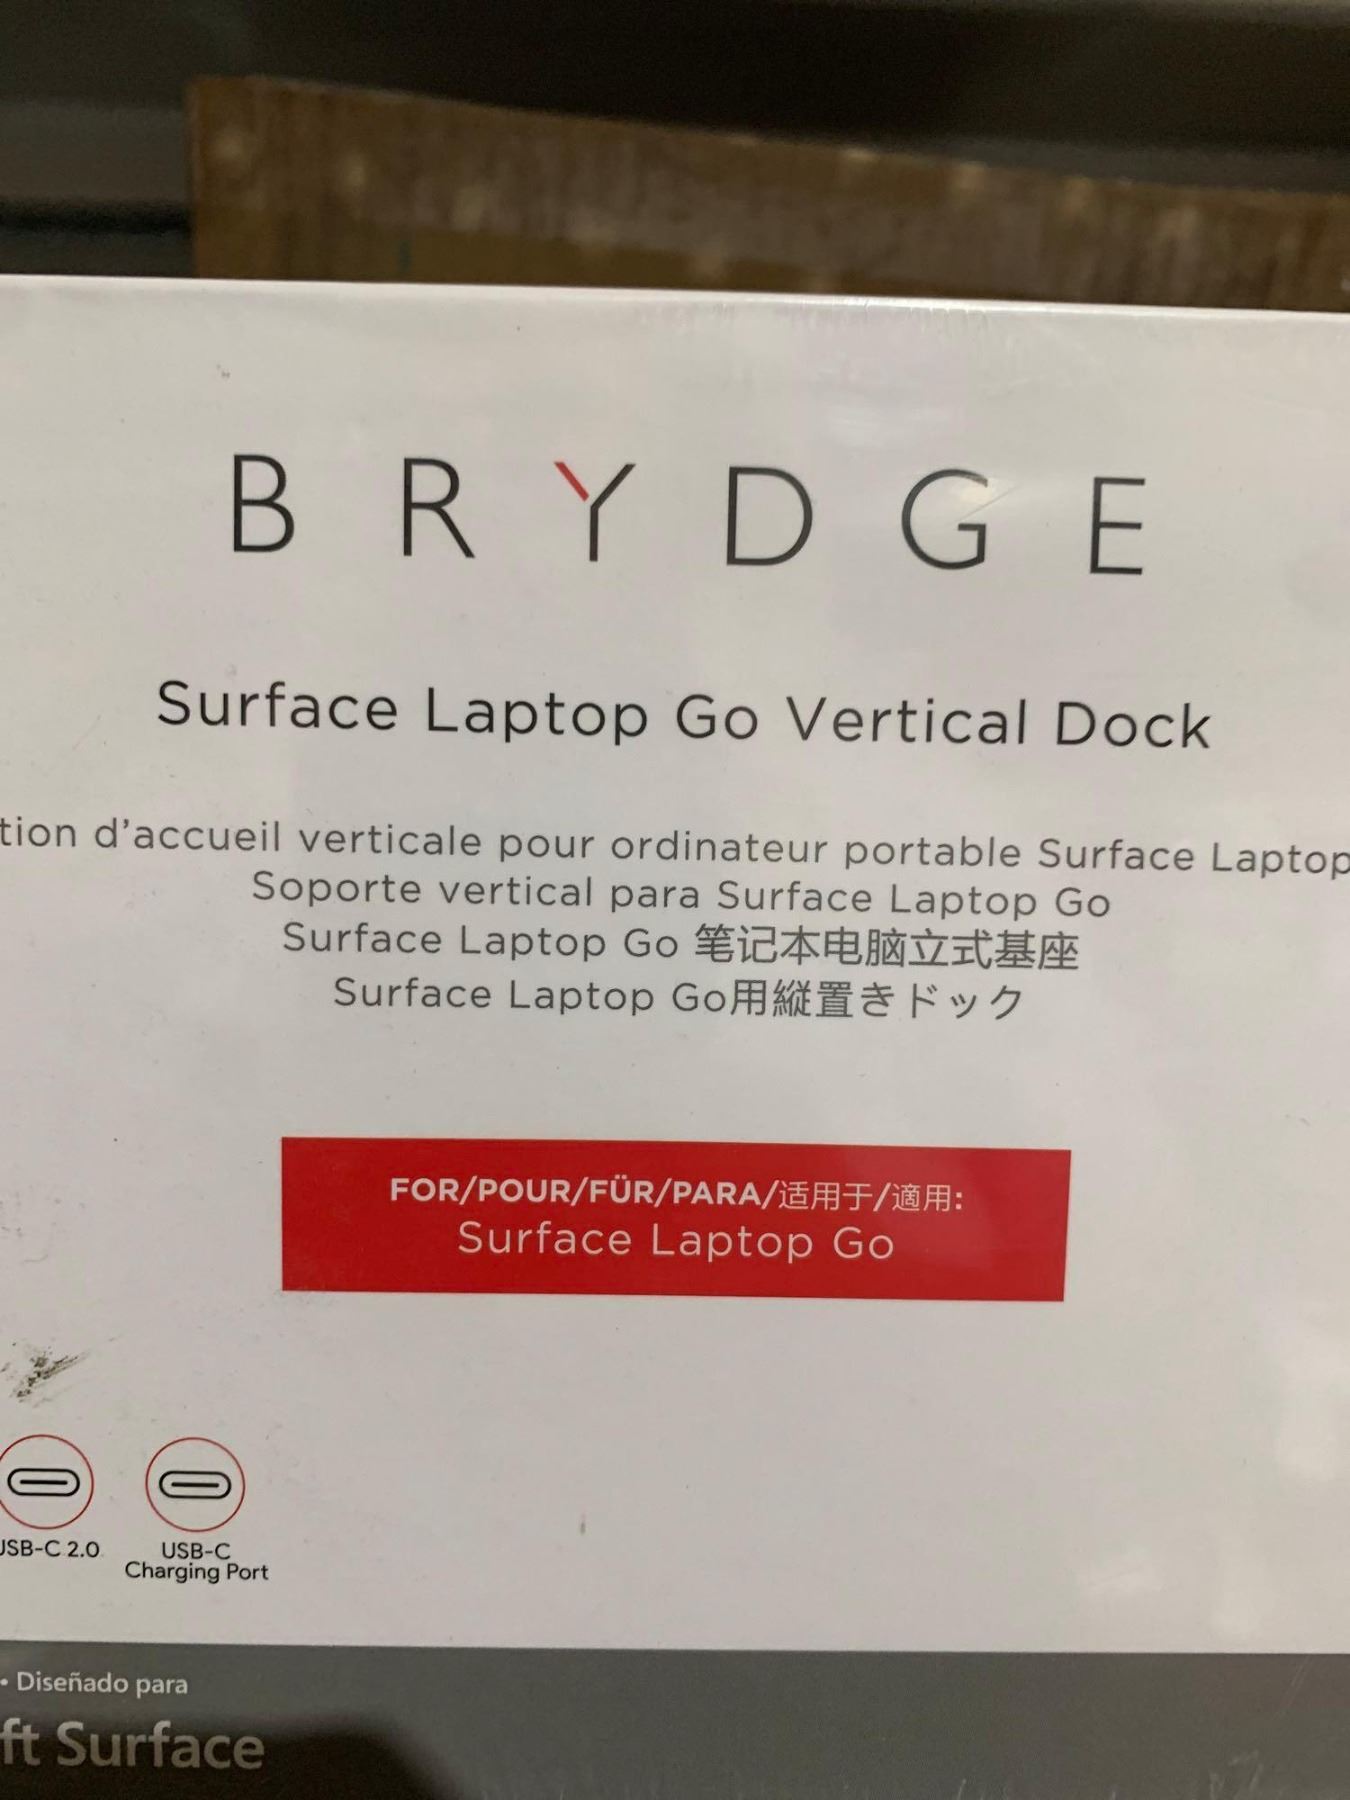 BRYDGE
Surface Laptop Go Vertical Dock
tion d'accueil verticale pour ordinateur portable Surface Laptop
Soporte vertical para Surface Laptop Go
Surface Laptop Go 笔记本电脑立式基座
Surface Laptop Go用縦置きドック
FOR/POUR/FÜR/PARA/适用于/適用:
Surface Laptop Go
USB-C 2.0
USB-C
Charging Port
• Diseñado para
ft Surface